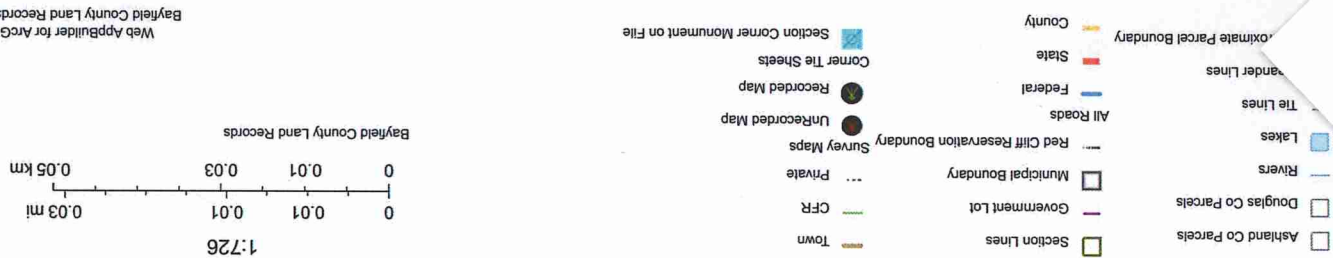 Ashland Co Parcels
Douglas Co Parcels
Rivers
Lakes
Tie Lines
Lines
Parcel Boundary
Section Lines
Government Lot
Municipal Boundary
Red Cliff Reservation Boundary
All Roads
Federal
State
County
Town
CFR
Private
Survey Maps
UnRecorded Map
Recorded Map
Corner Tie Sheets
Section Corner Monument on File
1:726
0 0.01 0.01 0.03 mi
0 0.01 0.03 0.05 km
Bayfield County Land Records
Web AppBuilder for ArcG
Bayfield County Land Records